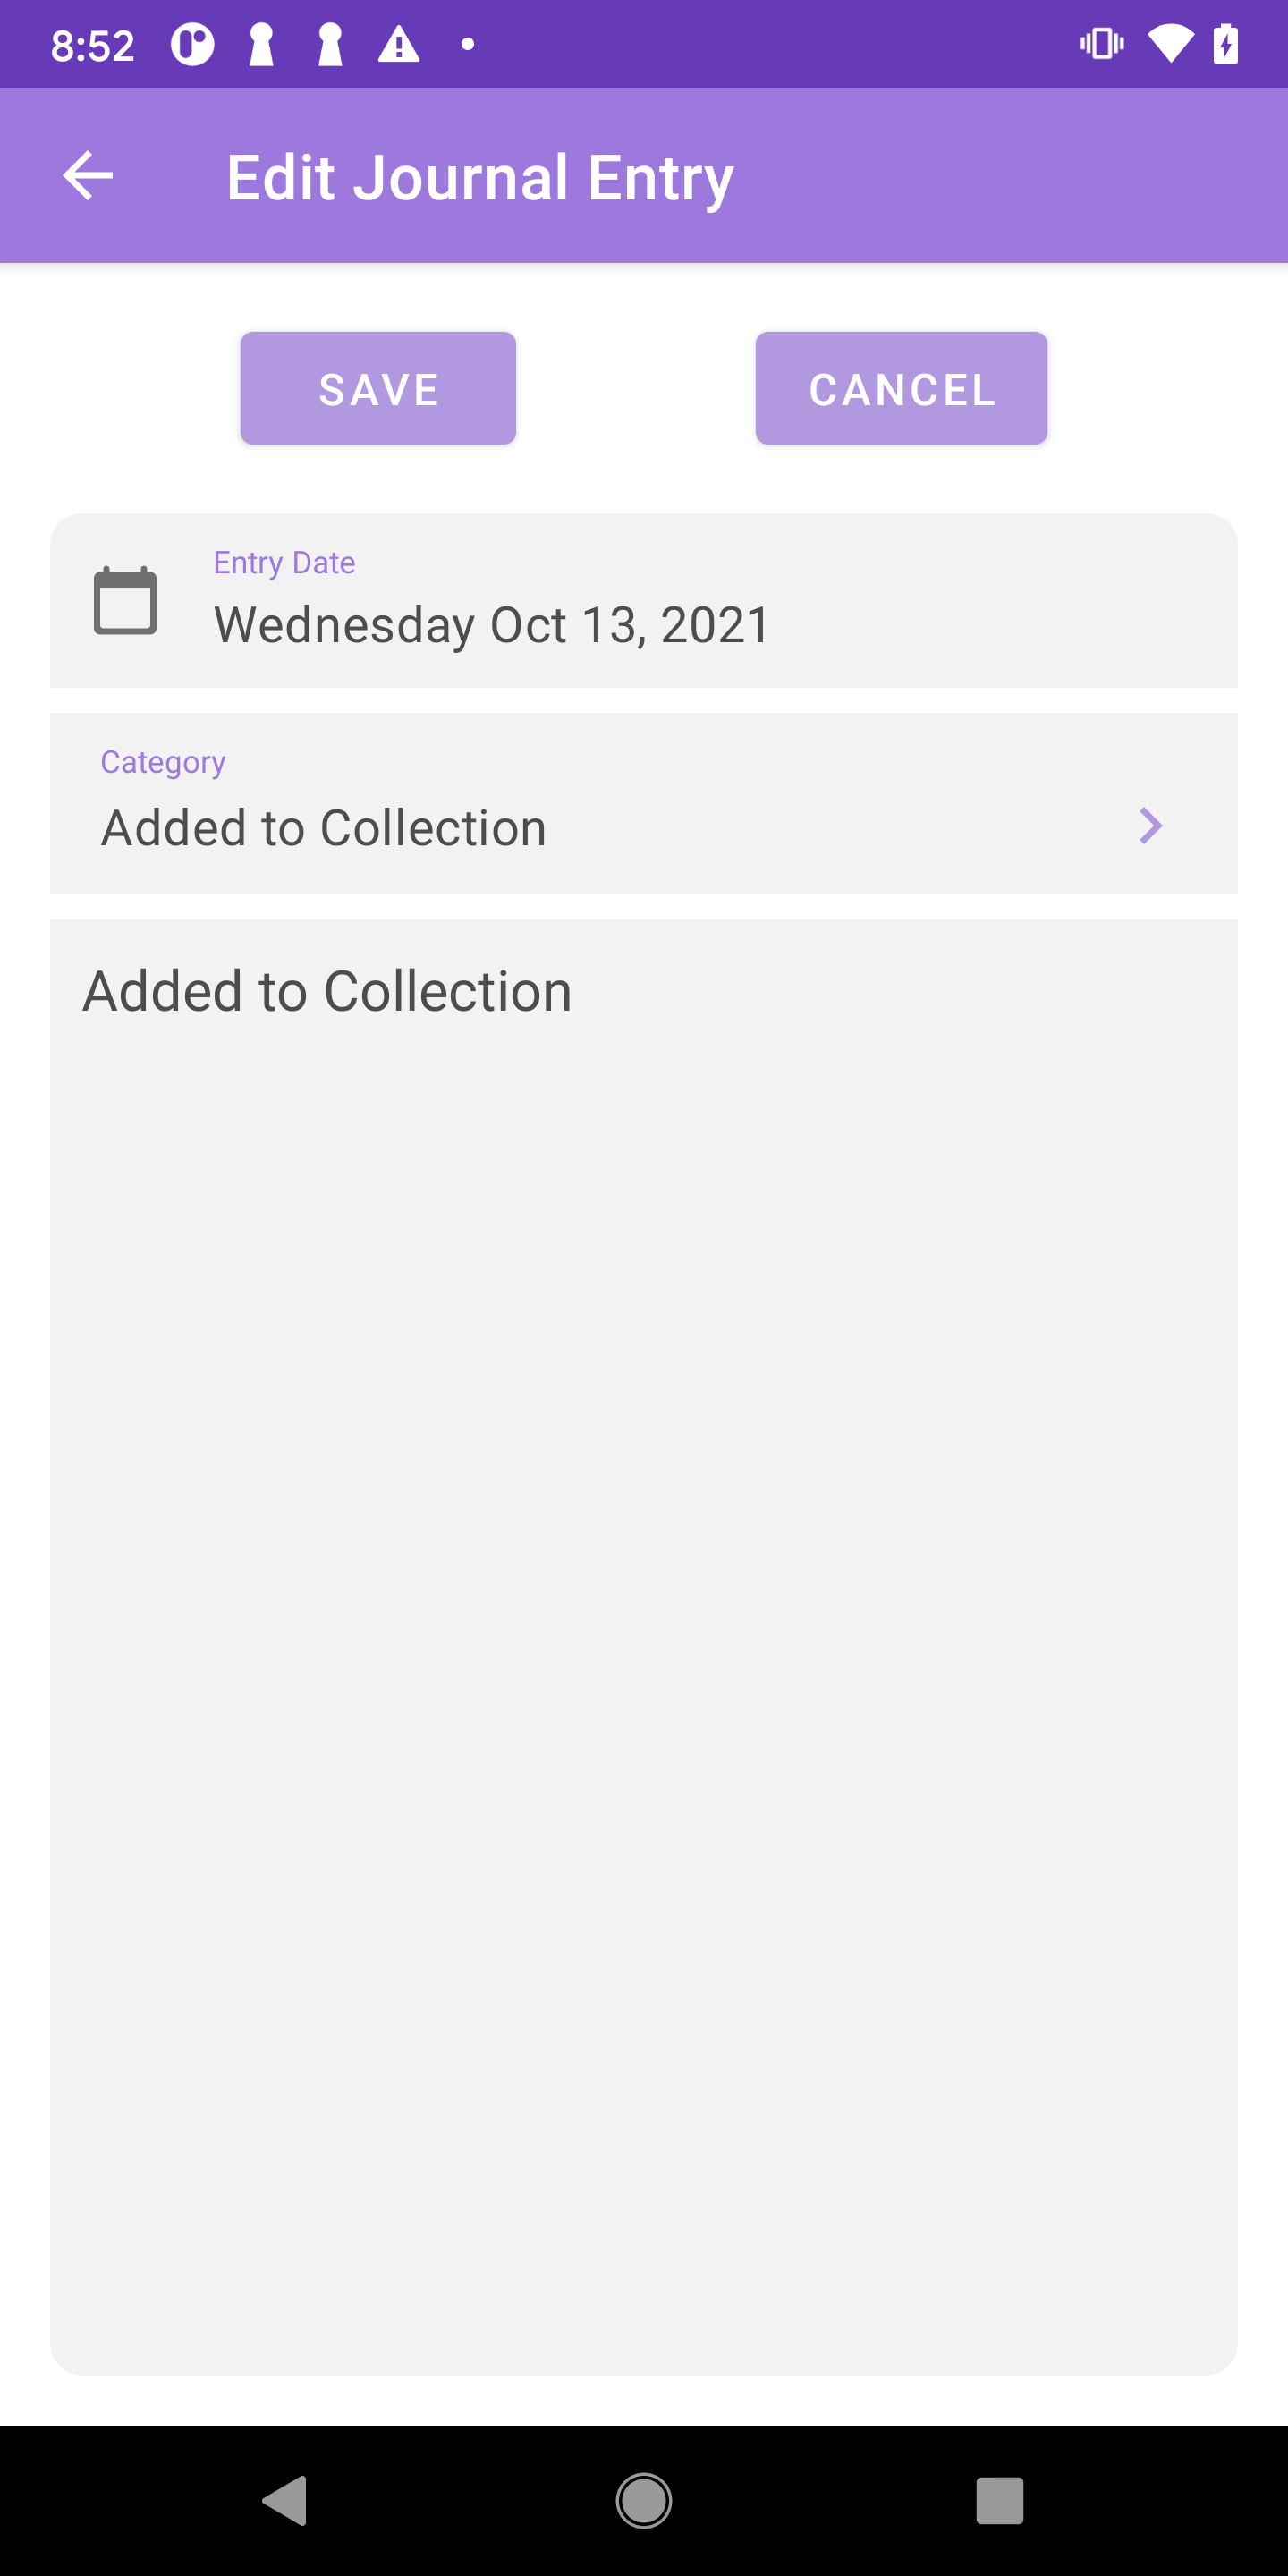 8:52
Edit Journal Entry
SAVE
CANCEL
Entry Date
Wednesday Oct 13, 2021
Category
Added to Collection
Added to Collection